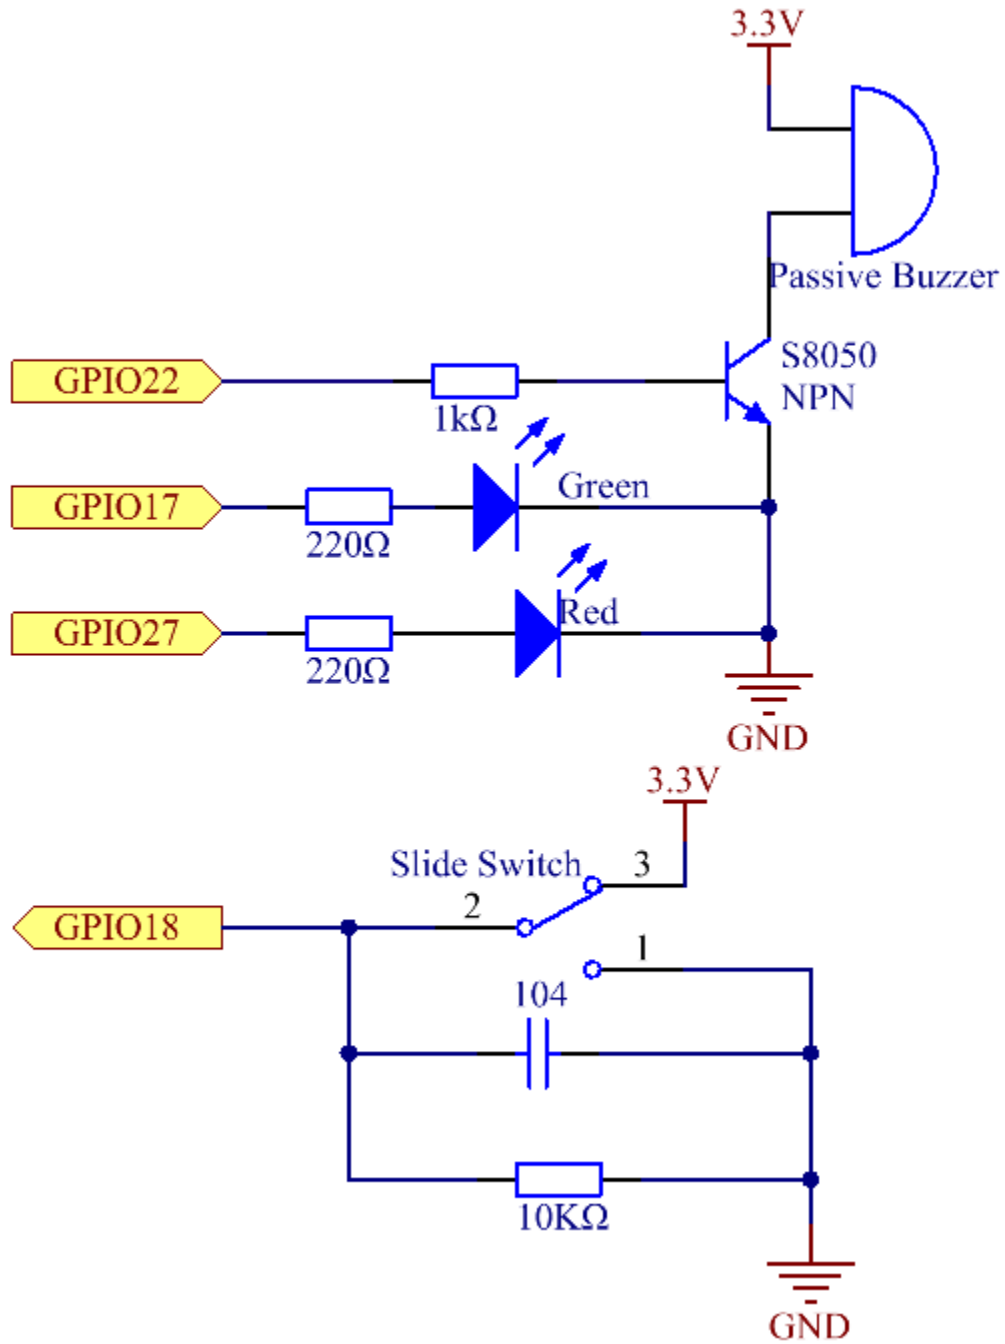 3.3V
Passive Buzzer
S8050
NPN
GPIO22
1kΩ
GPIO17
220Ω
Green
GPIO27
220Ω
Red
GND
3.3V
Slide Switch
3
2
GPIO18
1
104
10KΩ
GND